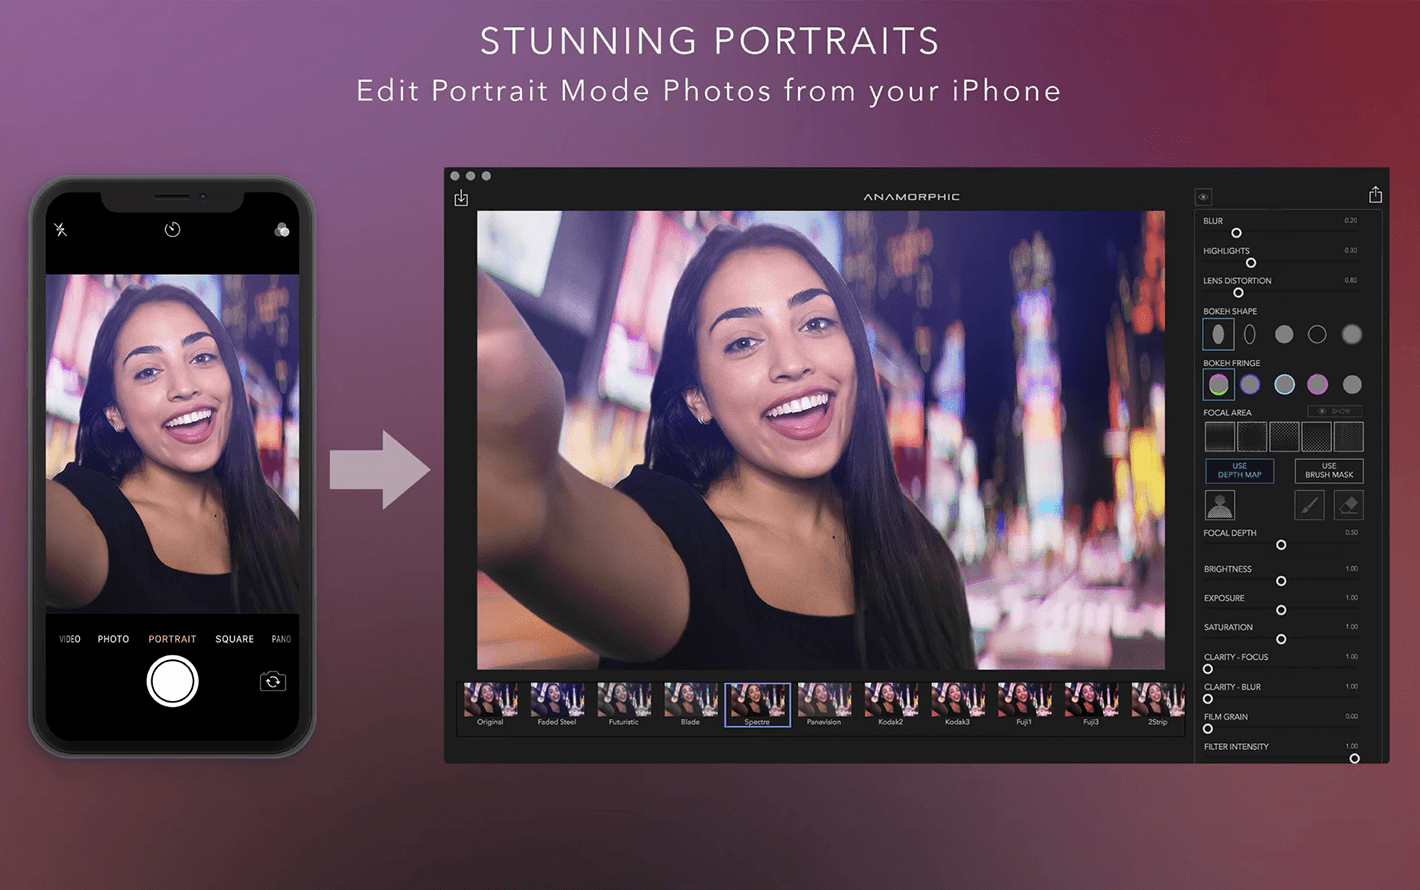 STUNNING PORTRAITS
Edit Portrait Mode Photos from your iPhone
VIDEO PHOTO PORTRAIT SQUARE PANO
ANAMORPHIC
BLUR 0.20
HIGHLIGHTS 0.30
LENS DISTORTION 0.80
BOKEH SHAPE
BOKEH FRINGE
FOCAL AREA SHOW
USE
DEPTH MAP
USE
BRUSH MASK
FOCAL DEPTH 0.50
BRIGHTNESS 1.00
EXPOSURE 1.00
SATURATION 1.00
CLARITY - FOCUS 1.00
CLARITY - BLUR 1.00
FILM GRAIN 0.00
FILTER INTENSITY 1.00
Original Faded Steel Futuristic Blade Spectre Panavision Kodak2 Kodak3 Fuji1 Fuji3 2Strip